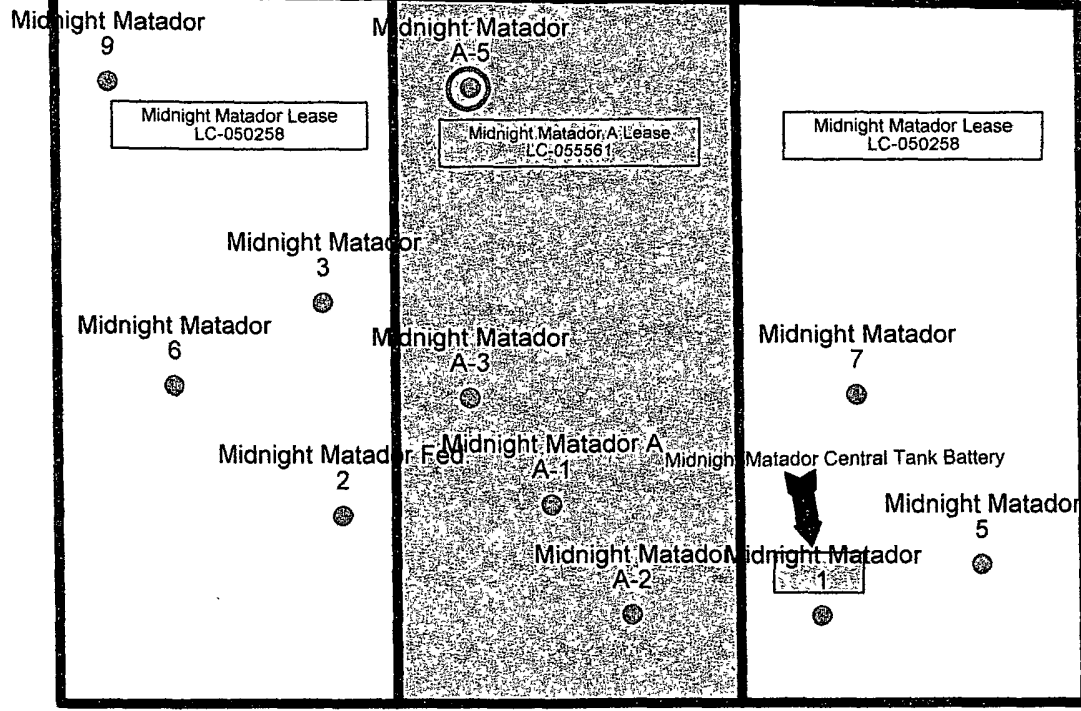 Midnight Matador
9
Midnight Matador
A-5
Midnight Matador Lease
LC-050258
Midnight Matador A Lease
LC-055561
Midnight Matador Lease
LC-050258
Midnight Matador
3
Midnight Matador
6
Midnight Matador
A-3
Midnight Matador
7
Midnight Matador Fed
2
Midnight Matador A
A-1
Midnight Matador Central Tank Battery
Midnight Matador
5
Midnight Matador
A-2
Midnight Matador
1